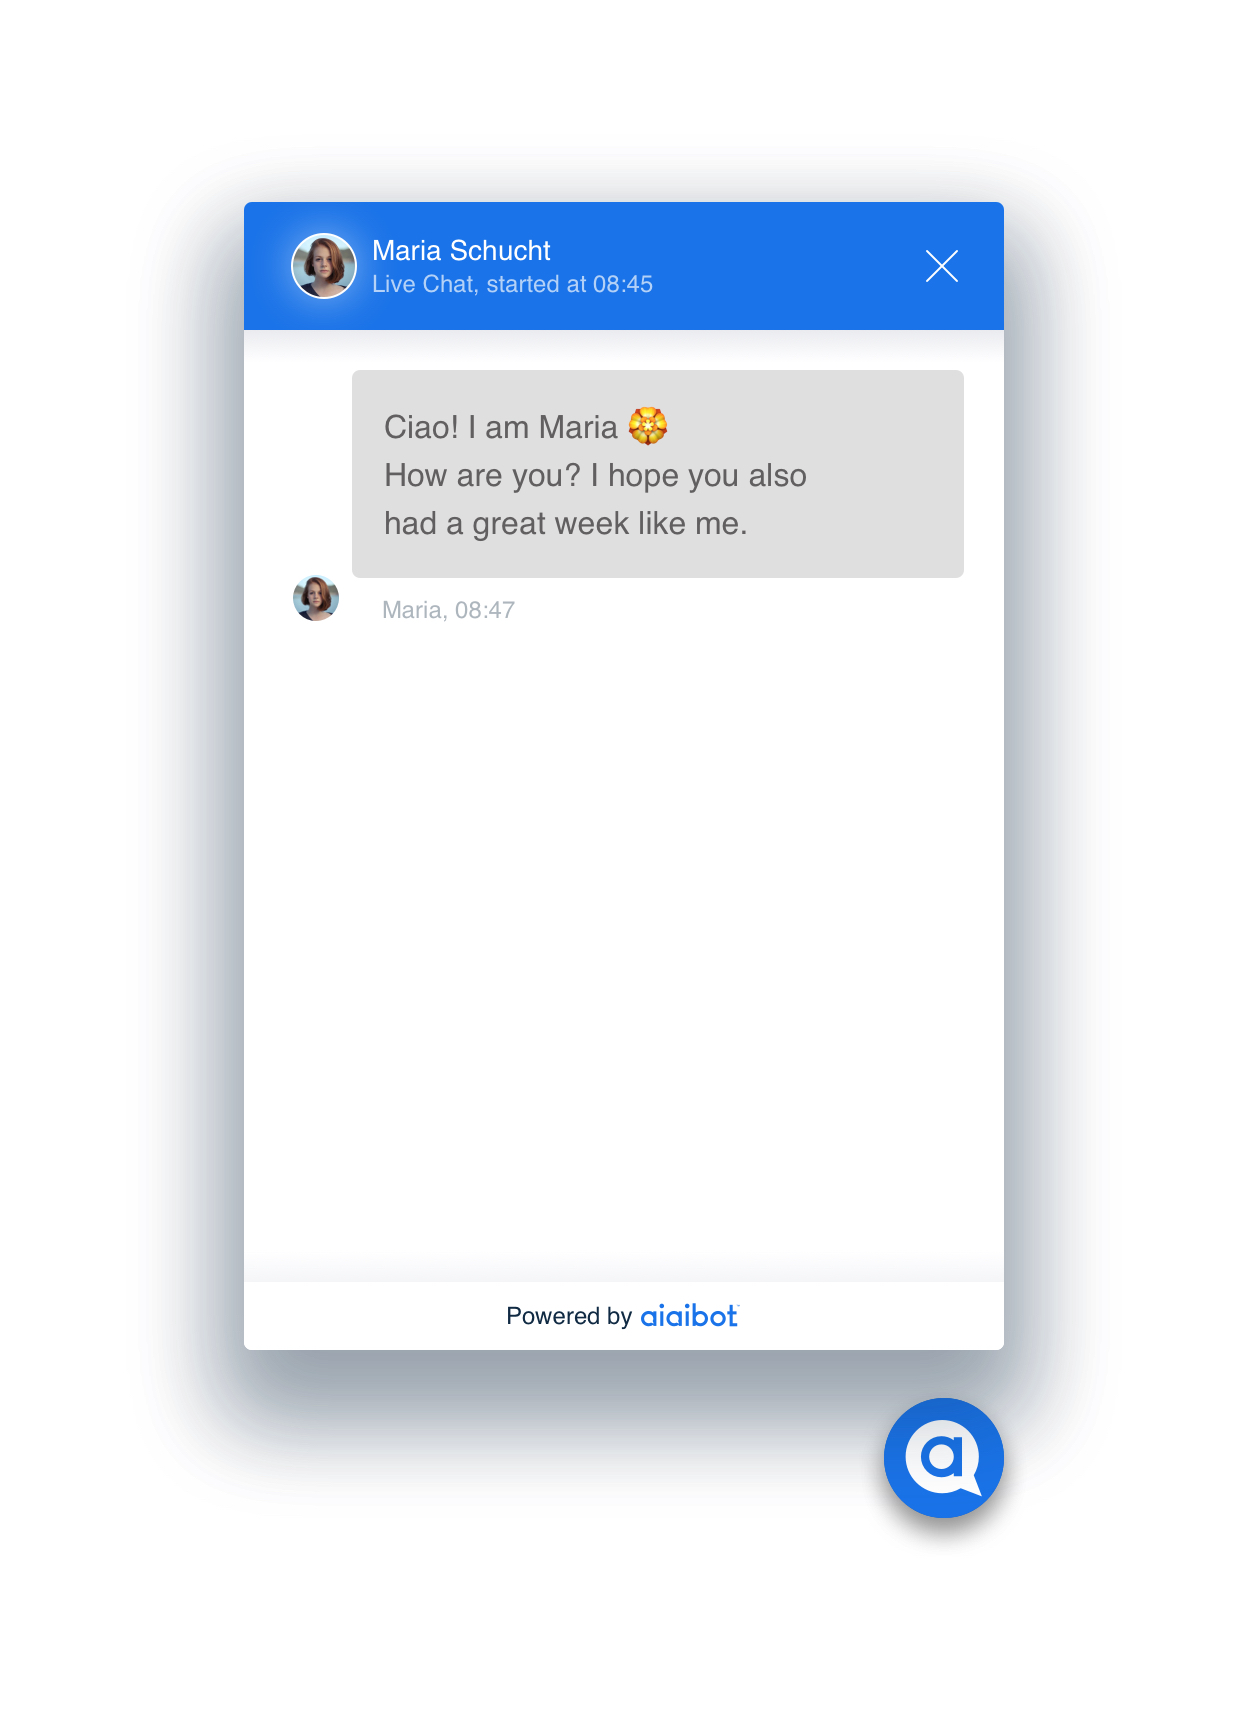 Maria Schucht
Live Chat, started at 08:45
Ciao! I am Maria 🏵️
How are you? I hope you also
had a great week like me.
Maria, 08:47
Powered by aiaibot
a